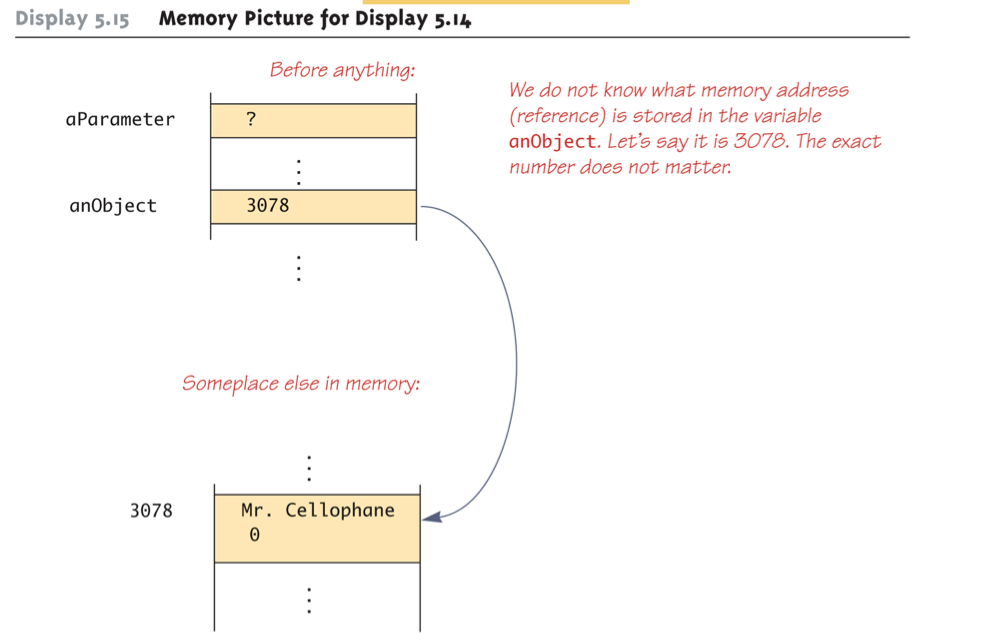 Display 5.15 Memory Picture for Display 5.14
Before anything:
We do not know what memory address
(reference) is stored in the variable
anObject. Let's say it is 3078. The exact
number does not matter.
aParameter ?
anObject 3078
Someplace else in memory:
3078 Mr. Cellophane
0